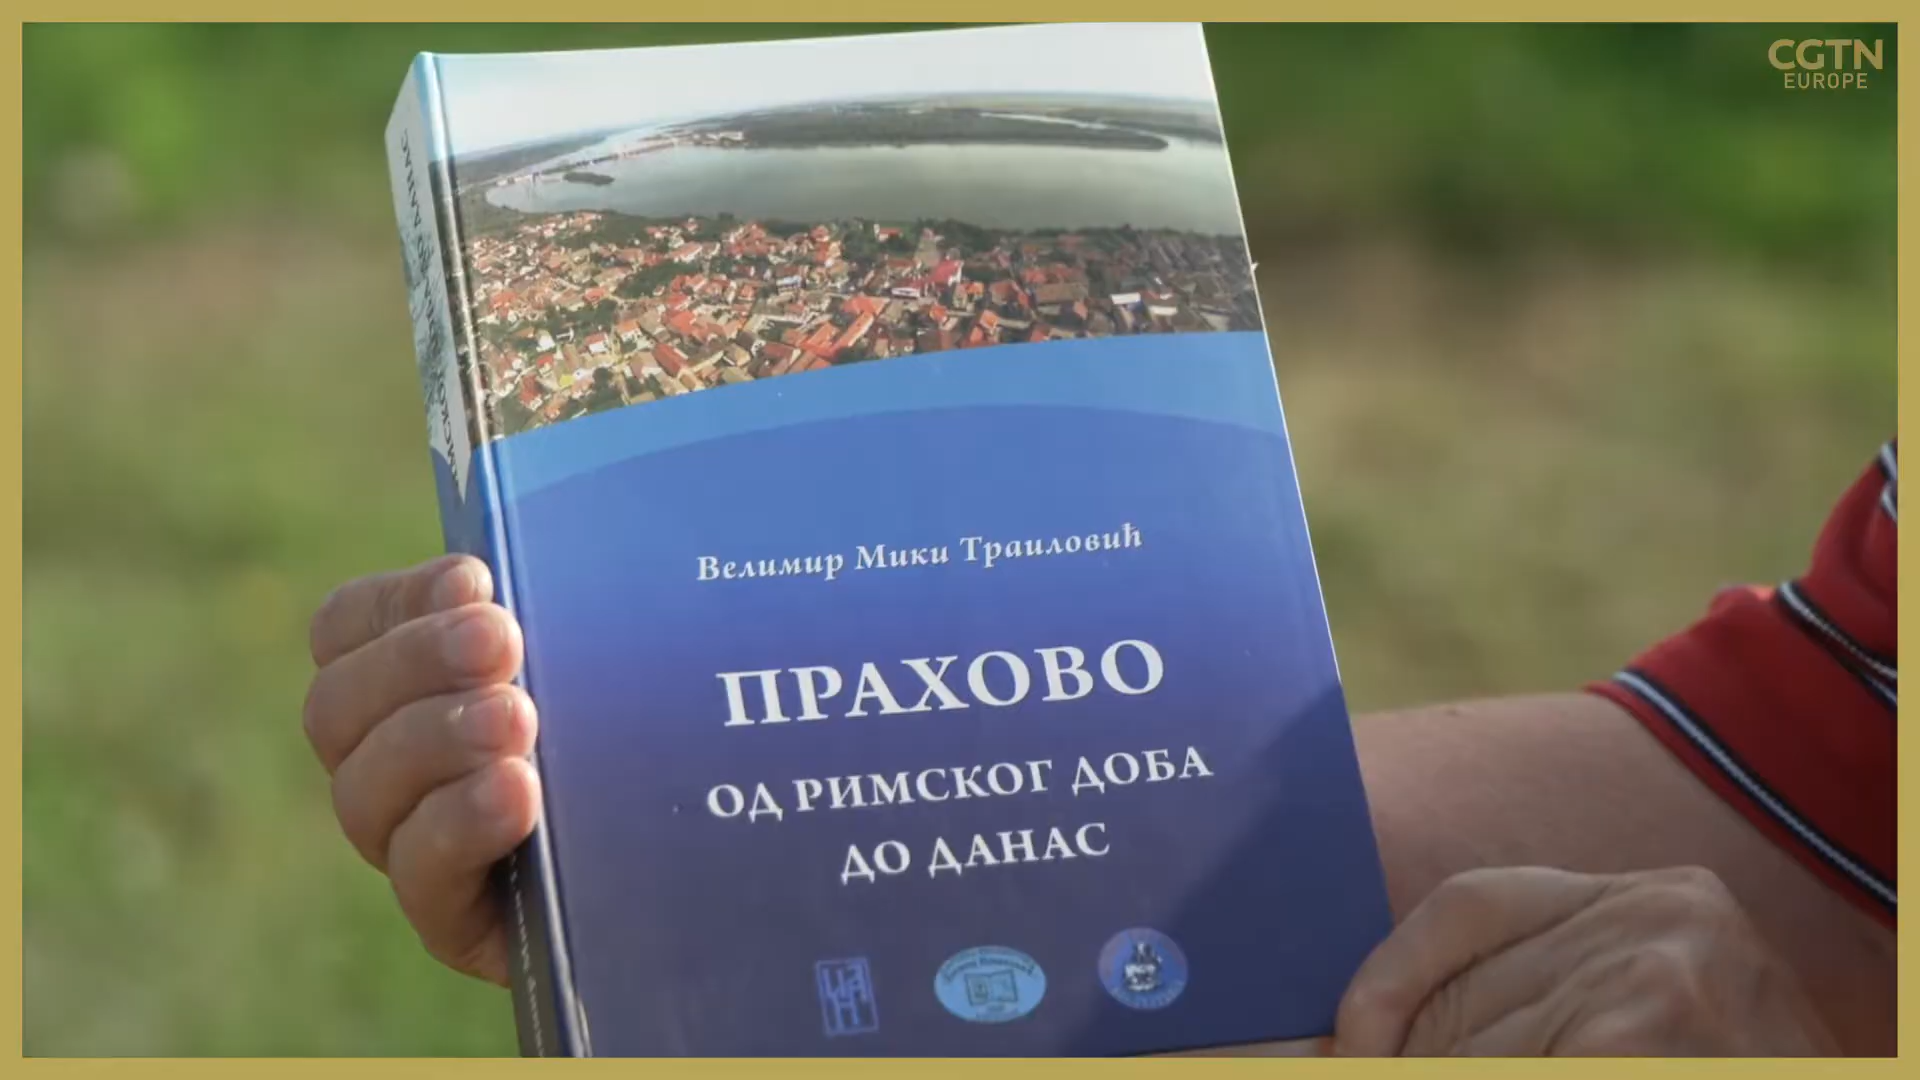 CGTN
EUROPE
Велимир Мики Траиловић
ПРАХОВО
ОД РИМСКОГ ДОБА
ДО ДАНАС